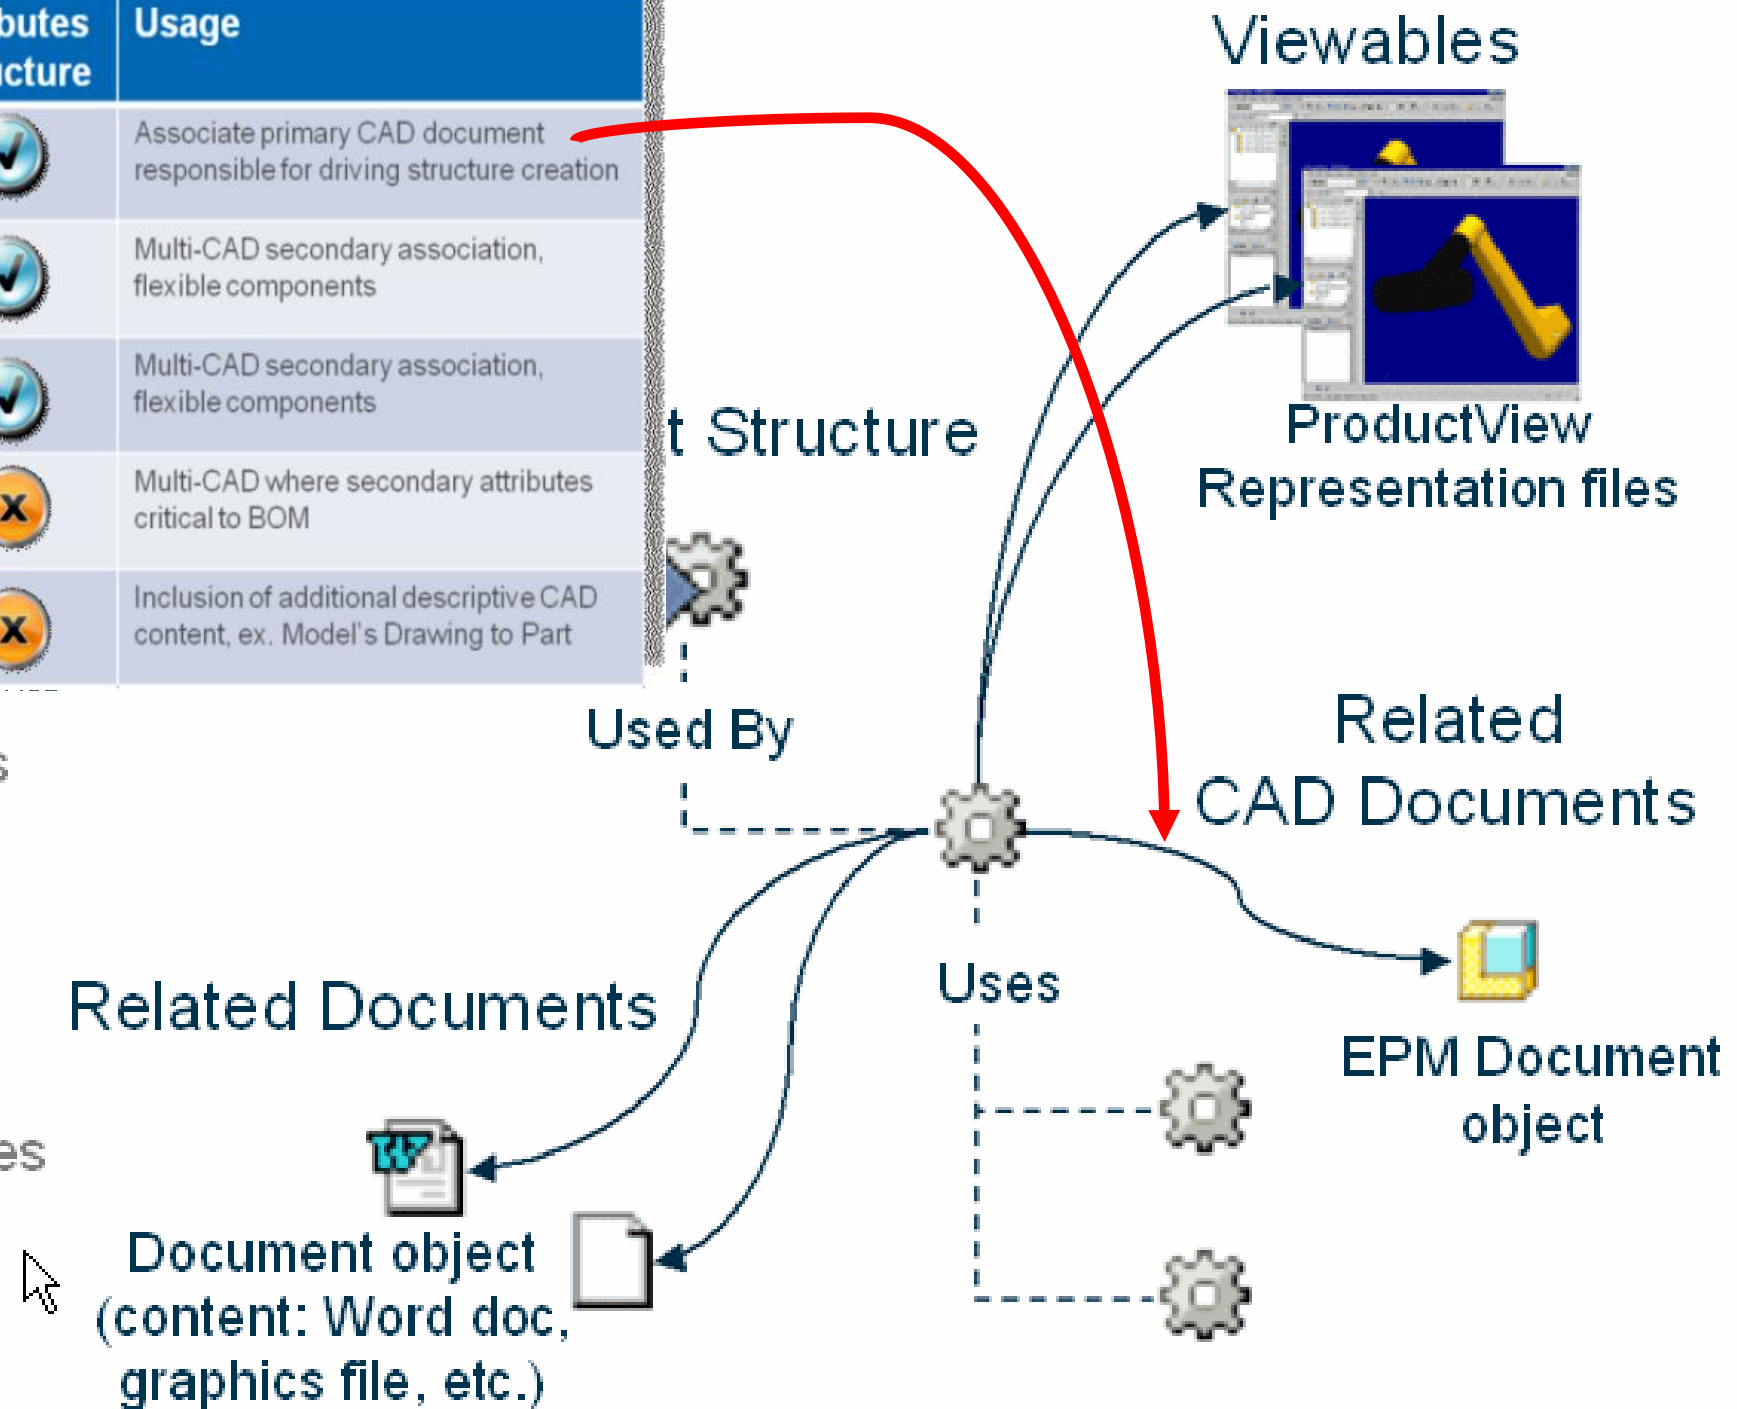 Usage
Associate primary CAD document
responsible for driving structure creation
Multi-CAD secondary association,
flexible components
Multi-CAD secondary association,
flexible components
Multi-CAD where secondary attributes
critical to BOM
Inclusion of additional descriptive CAD
content, ex. Model's Drawing to Part
Viewables
ProductView
Representation files
t Structure
Used By
Related
CAD Documents
Uses
EPM Document
object
Related Documents
Document object
(content: Word doc,
graphics file, etc.)